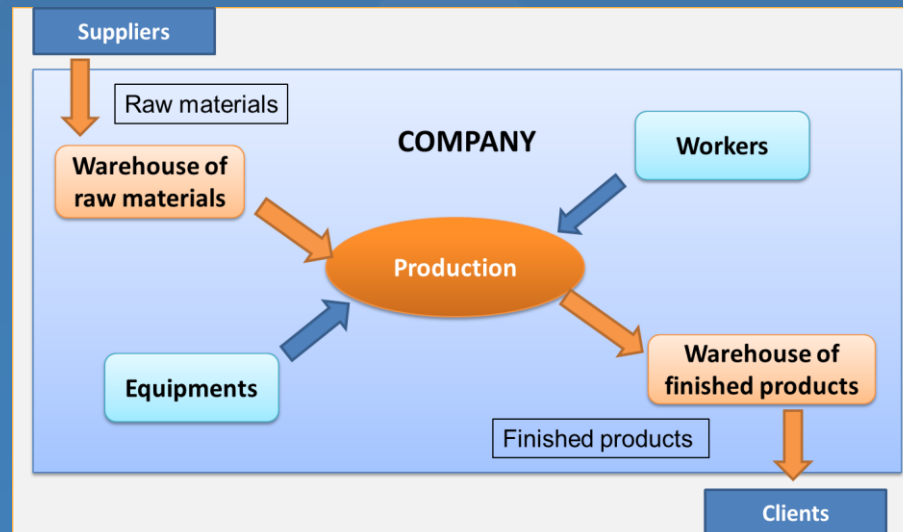 Suppliers
Raw materials
COMPANY
Workers
Warehouse of
raw materials
Production
Equipments
Warehouse of
finished products
Finished products
Clients